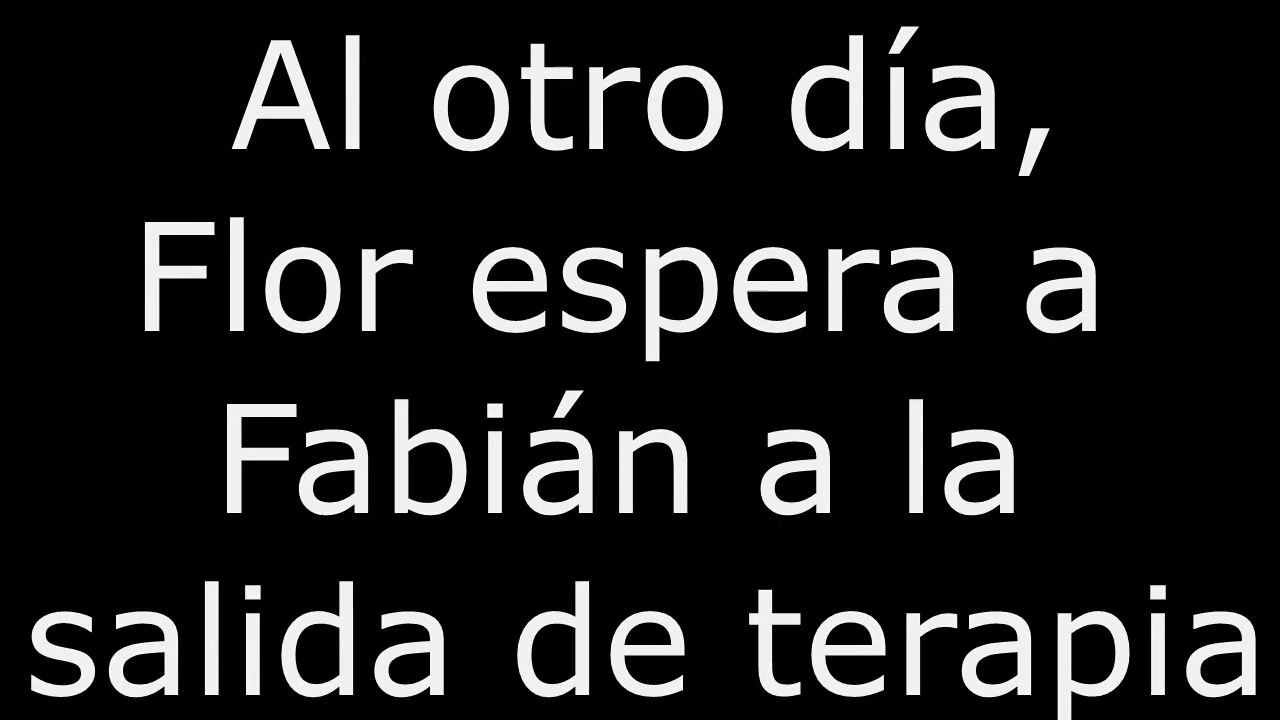 Al otro día,
Flor espera a
Fabián a la
salida de terapia